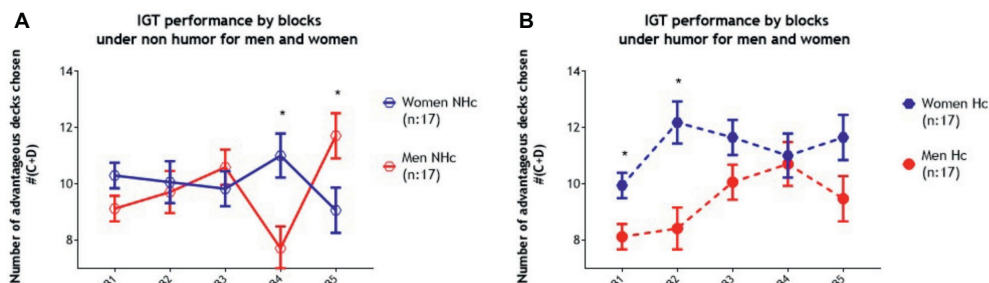 A
IGT performance by blocks
under non humor for men and women
Number of advantageous decks chosen
#(C+D)
14
12
10
8
*
*
Women NHc
(n:17)
Men NHc
(n:17)
B
IGT performance by blocks
under humor for men and women
Number of advantageous decks chosen
#(C+D)
14
12
10
8
*
*
Women Hc
(n:17)
Men Hc
(n:17)